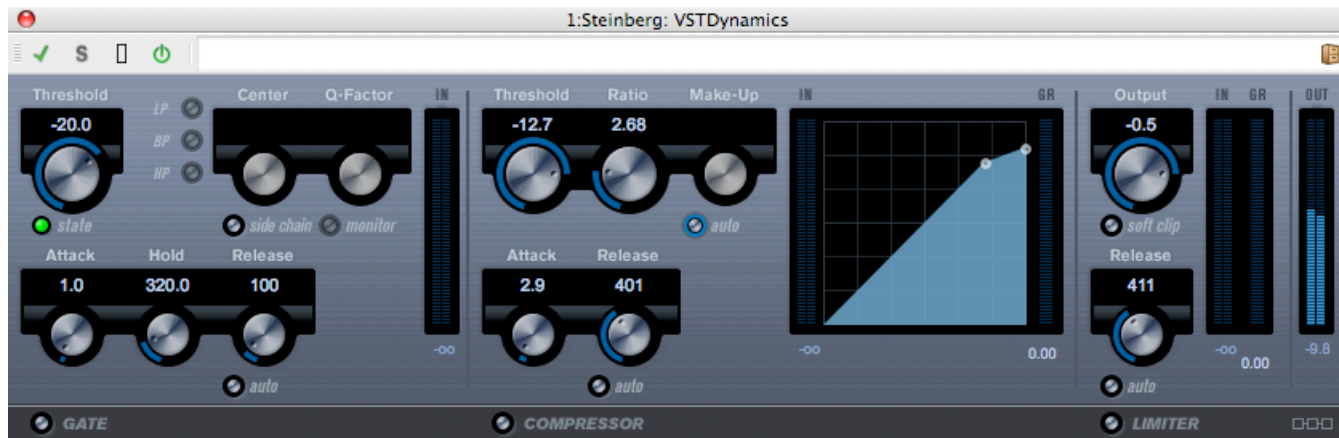 1:Steinberg: VSTDynamics
S
Threshold
-20.0
LP
BP
HP
Center Q-Factor
IN
state
side chain monitor
Attack Hold Release
1.0 320.0 100
auto
-oo
GATE
Threshold Ratio Make-Up
-12.7 2.68
auto
Attack Release
2.9 401
auto
IN GR
-oo 0.00
COMPRESSOR
Output
-0.5
soft clip
Release
411
auto
IN GR
-oo
0.00
OUT
-9.8
LIMITER